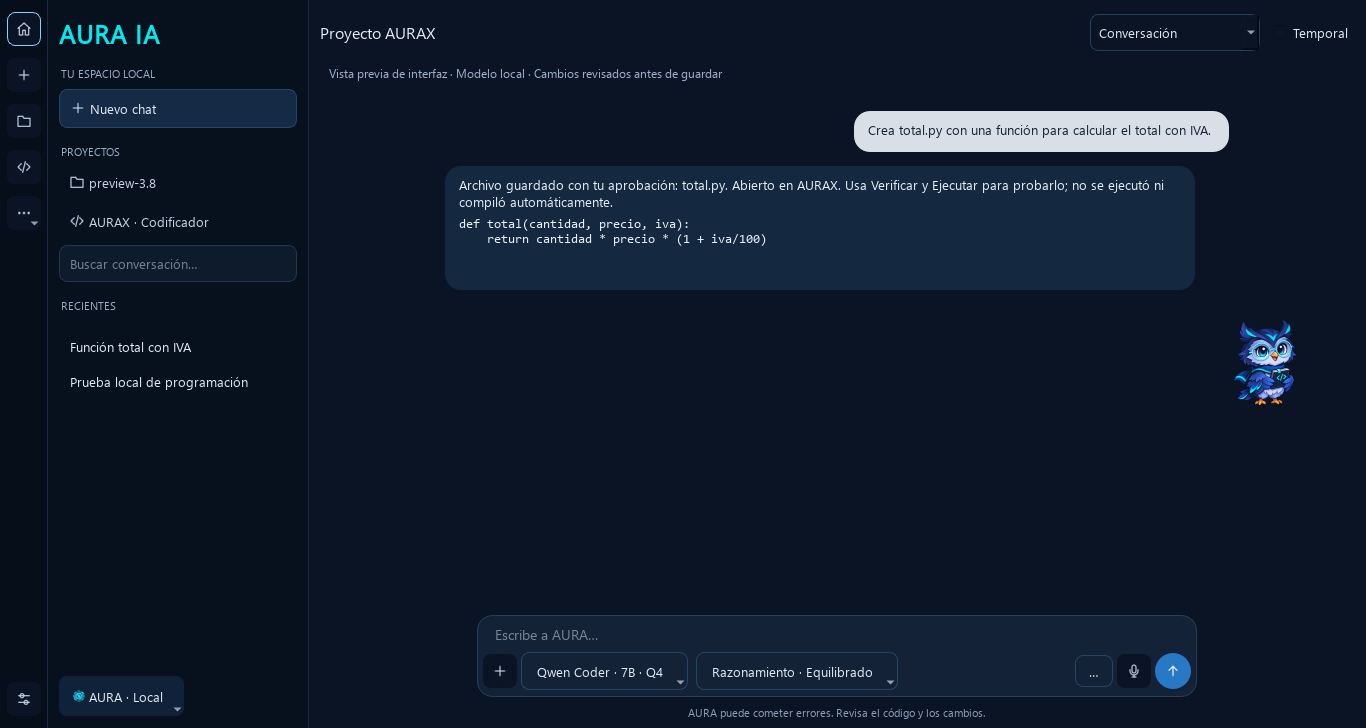 AURA IA
TU ESPACIO LOCAL
Nuevo chat
PROYECTOS
preview-3.8
AURAX · Codificador
Buscar conversación...
RECIENTES
Función total con IVA
Prueba local de programación
AURA · Local
Proyecto AURAX
Conversación
Temporal
Vista previa de interfaz · Modelo local · Cambios revisados antes de guardar
Crea total.py con una función para calcular el total con IVA.
Archivo guardado con tu aprobación: total.py. Abierto en AURAX. Usa Verificar y Ejecutar para probarlo; no se ejecutó ni
compiló automáticamente.
def total(cantidad, precio, iva):
    return cantidad * precio * (1 + iva/100)
Escribe a AURA...
Qwen Coder · 7B · Q4
Razonamiento · Equilibrado
...
AURA puede cometer errores. Revisa el código y los cambios.